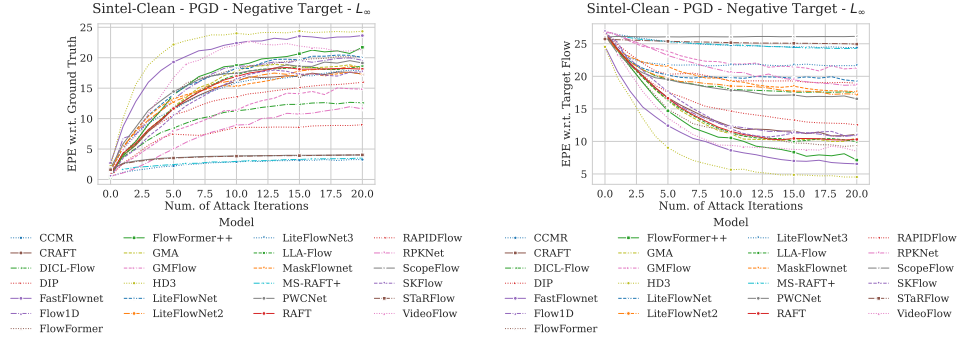 Sintel-Clean - PGD - Negative Target - L∞
EPE w.r.t. Ground Truth
25
20
15
10
5
0
0.0 2.5 5.0 7.5 10.0 12.5 15.0 17.5 20.0
Num. of Attack Iterations
Model
CCMR FlowFormer++ LiteFlowNet3 RAPIDFlow
CRAFT GMA LLA-Flow RPKNet
DICL-Flow GMFlow MaskFlownet ScopeFlow
DIP HD3 MS-RAFT+ SKFlow
FastFlownet LiteFlowNet PWCNet STaRFlow
Flow1D LiteFlowNet2 RAFT VideoFlow
FlowFormer
Sintel-Clean - PGD - Negative Target - L∞
EPE w.r.t. Target Flow
25
20
15
10
5
0.0 2.5 5.0 7.5 10.0 12.5 15.0 17.5 20.0
Num. of Attack Iterations
Model
CCMR FlowFormer++ LiteFlowNet3 RAPIDFlow
CRAFT GMA LLA-Flow RPKNet
DICL-Flow GMFlow MaskFlownet ScopeFlow
DIP HD3 MS-RAFT+ SKFlow
FastFlownet LiteFlowNet PWCNet STaRFlow
Flow1D LiteFlowNet2 RAFT VideoFlow
FlowFormer